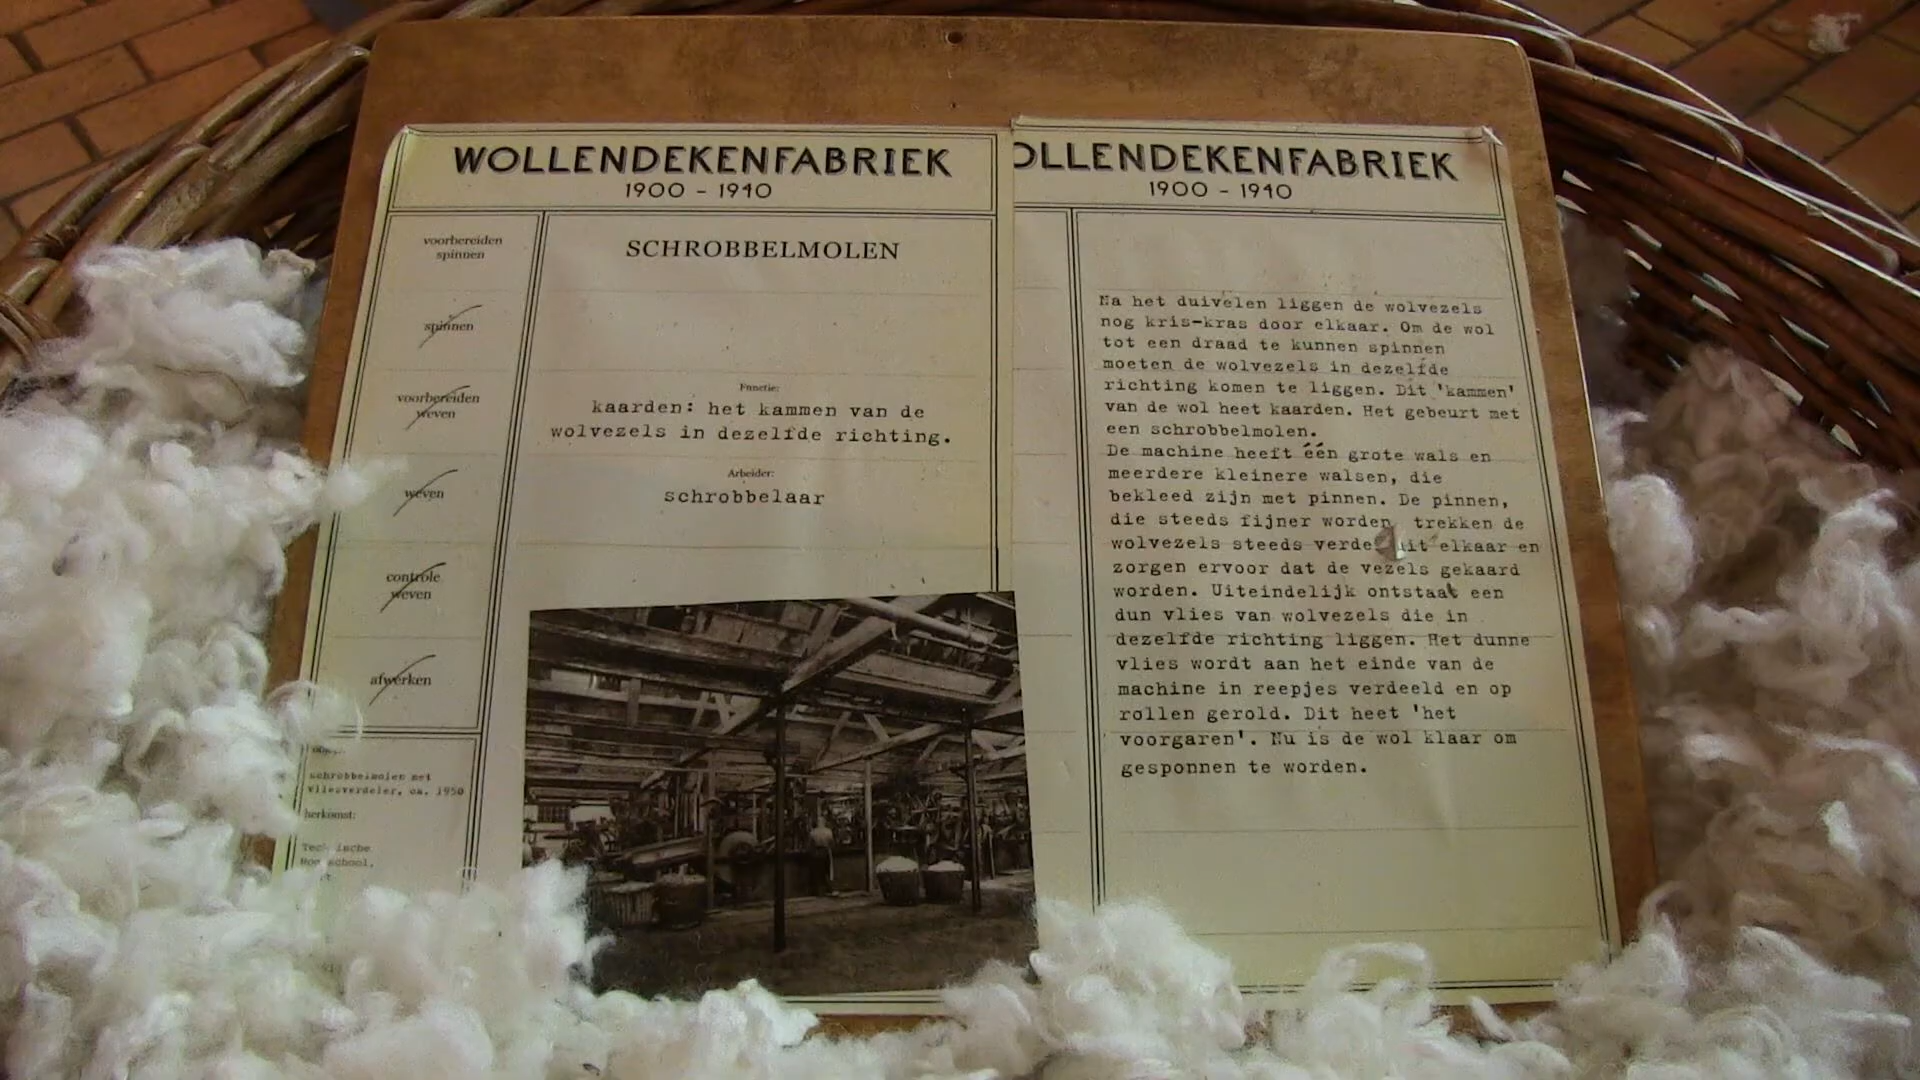 WOLLENDEKENFABRIEK
1900 - 1940
voorbereiden
spinnen
spinnen
voorbereiden
weven
weven
controle
weven
afwerken
schrobbelmolen met
vliesverdeler, ca. 1950
herkomst:
SCHROBBELMOLEN
Functie:
kaarden: het kammen van de
wolvezels in dezelfde richting.
Arbeider:
schrobbelaar
OLLENDEKENFABRIEK
1900 - 1940
Na het duivelen liggen de wolvezels
nog kris-kras door elkaar. Om de wol
tot een draad te kunnen spinnen
moeten de wolvezels in dezelfde
richting komen te liggen. Dit 'kammen'
van de wol heet kaarden. Het gebeurt met
een schrobbelmolen.
De machine heeft één grote wals en
meerdere kleinere walsen, die
bekleed zijn met pinnen. De pinnen,
die steeds fijner worden, trekken de
wolvezels steeds verder uit elkaar en
zorgen ervoor dat de vezels gekaard
worden. Uiteindelijk ontstaat een
dun vlies van wolvezels die in
dezelfde richting liggen. Het dunne
vlies wordt aan het einde van de
machine in reepjes verdeeld en op
rollen gerold. Dit heet 'het
voorgaren'. Nu is de wol klaar om
gesponnen te worden.